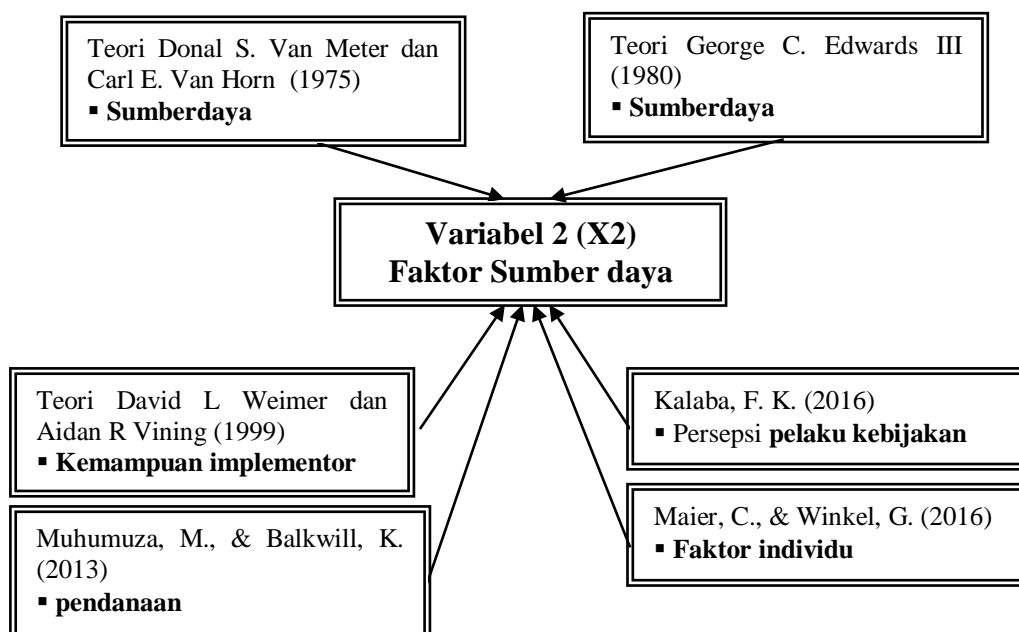 Teori Donal S. Van Meter dan
Carl E. Van Horn (1975)
▪ Sumberdaya
Teori George C. Edwards III
(1980)
▪ Sumberdaya
Variabel 2 (X2)
Faktor Sumber daya
Teori David L Weimer dan
Aidan R Vining (1999)
▪ Kemampuan implementor
Kalaba, F. K. (2016)
▪ Persepsi pelaku kebijakan
Muhumuza, M., & Balkwill, K.
(2013)
▪ pendanaan
Maier, C., & Winkel, G. (2016)
▪ Faktor individu